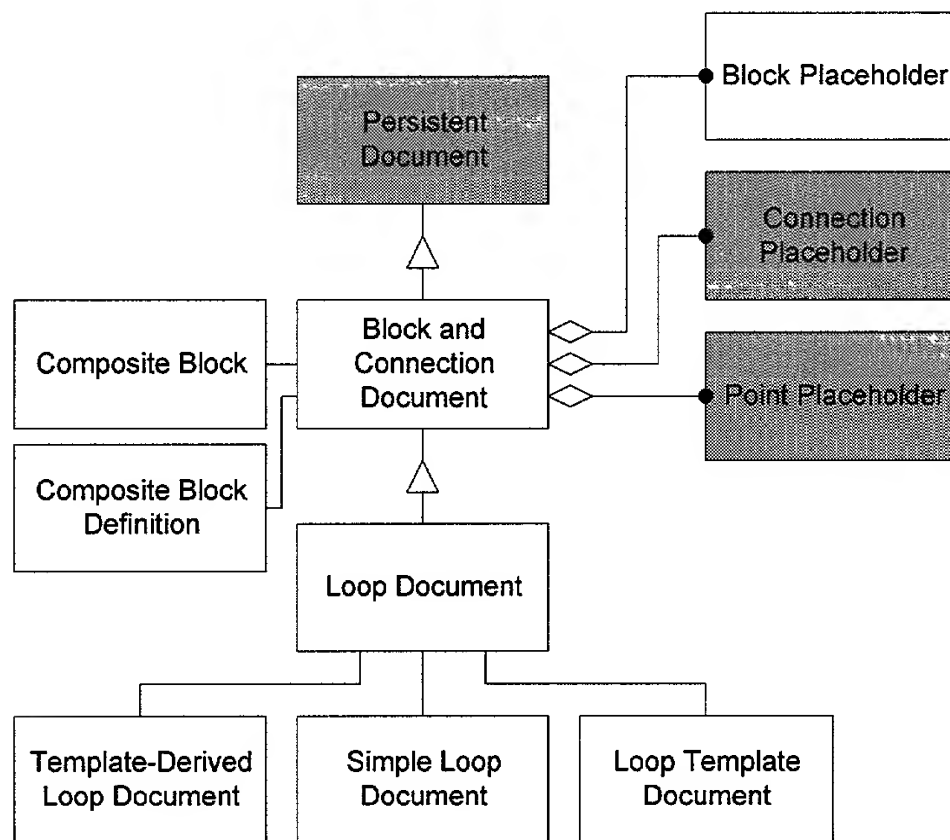 Block Placeholder
Persistent
Document
Connection
Placeholder
Composite Block
Block and
Connection
Document
Point Placeholder
Composite Block
Definition
Loop Document
Template-Derived
Loop Document
Simple Loop
Document
Loop Template
Document